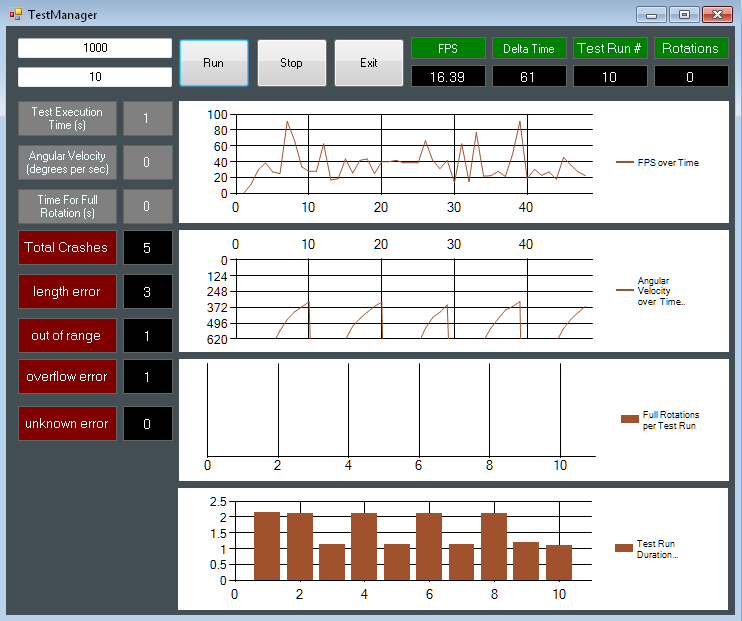 TestManager
1000
10
Run
Stop
Exit
FPS
Delta Time
Test Run #
Rotations
16.39
61
10
0
Test Execution
Time (s)
1
Angular Velocity
(degrees per sec)
0
Time For Full
Rotation (s)
0
Total Crashes
5
length error
3
out of range
1
overflow error
1
unknown error
0
100
80
60
40
20
0
0 10 20 30 40
FPS over Time
0 10 20 30 40
0
124
248
372
496
620
Angular
Velocity
over Time..
0 2 4 6 8 10
Full Rotations
per Test Run
2.5
2
1.5
1
0.5
0
0 2 4 6 8 10
Test Run
Duration...